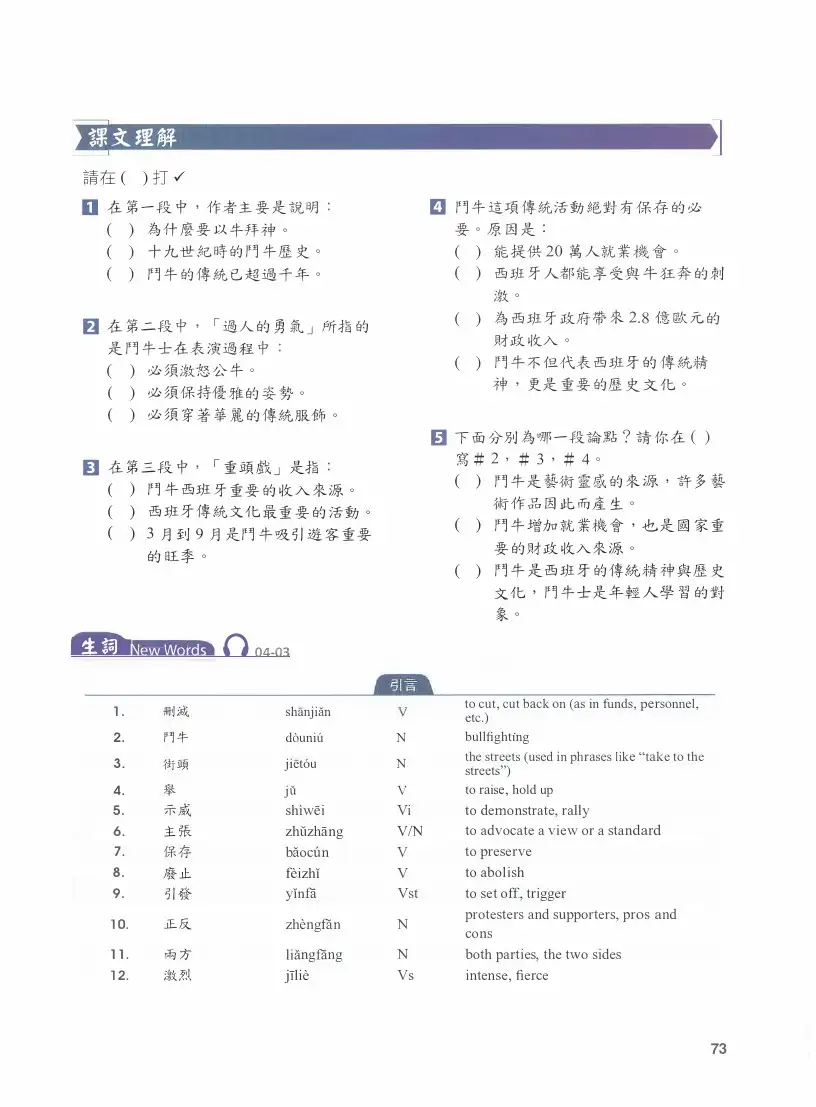 課文理解
請在(　)打✓
1 在第一段中，作者主要是說明：
(　) 為什麼要以牛拜神。
(　) 十九世紀時的鬥牛歷史。
(　) 鬥牛的傳統已超過千年。
2 在第二段中，「過人的勇氣」所指的
是鬥牛士在表演過程中：
(　) 必須激怒公牛。
(　) 必須保持優雅的姿勢。
(　) 必須穿著華麗的傳統服飾。
3 在第三段中，「重頭戲」是指：
(　) 鬥牛西班牙重要的收入來源。
(　) 西班牙傳統文化最重要的活動。
(　) 3 月到 9 月是鬥牛吸引遊客重要
的旺季。
4 鬥牛這項傳統活動絕對有保存的必
要。原因是：
(　) 能提供 20 萬人就業機會。
(　) 西班牙人都能享受與牛狂奔的刺
激。
(　) 為西班牙政府帶來 2.8 億歐元的
財政收入。
(　) 鬥牛不但代表西班牙的傳統精
神，更是重要的歷史文化。
5 下面分別為哪一段論點？請你在(　)
寫＃2，＃3，＃4。
(　) 鬥牛是藝術靈感的來源，許多藝
術作品因此而產生。
(　) 鬥牛增加就業機會，也是國家重
要的財政收入來源。
(　) 鬥牛是西班牙的傳統精神與歷史
文化，鬥牛士是年輕人學習的對
象。
生詞 New Words 04-03
引言
1. 刪減 shānjiǎn V to cut, cut back on (as in funds, personnel,
etc.)
2. 鬥牛 dòuniú N bullfighting
3. 街頭 jiētóu N the streets (used in phrases like “take to the
streets”)
4. 舉 jǔ V to raise, hold up
5. 示威 shìwēi Vi to demonstrate, rally
6. 主張 zhǔzhāng V/N to advocate a view or a standard
7. 保存 bǎocún V to preserve
8. 廢止 fèizhǐ V to abolish
9. 引發 yǐnfā Vst to set off, trigger
10. 正反 zhèngfǎn N protesters and supporters, pros and
cons
11. 兩方 liǎngfāng N both parties, the two sides
12. 激烈 jīliè Vs intense, fierce
73